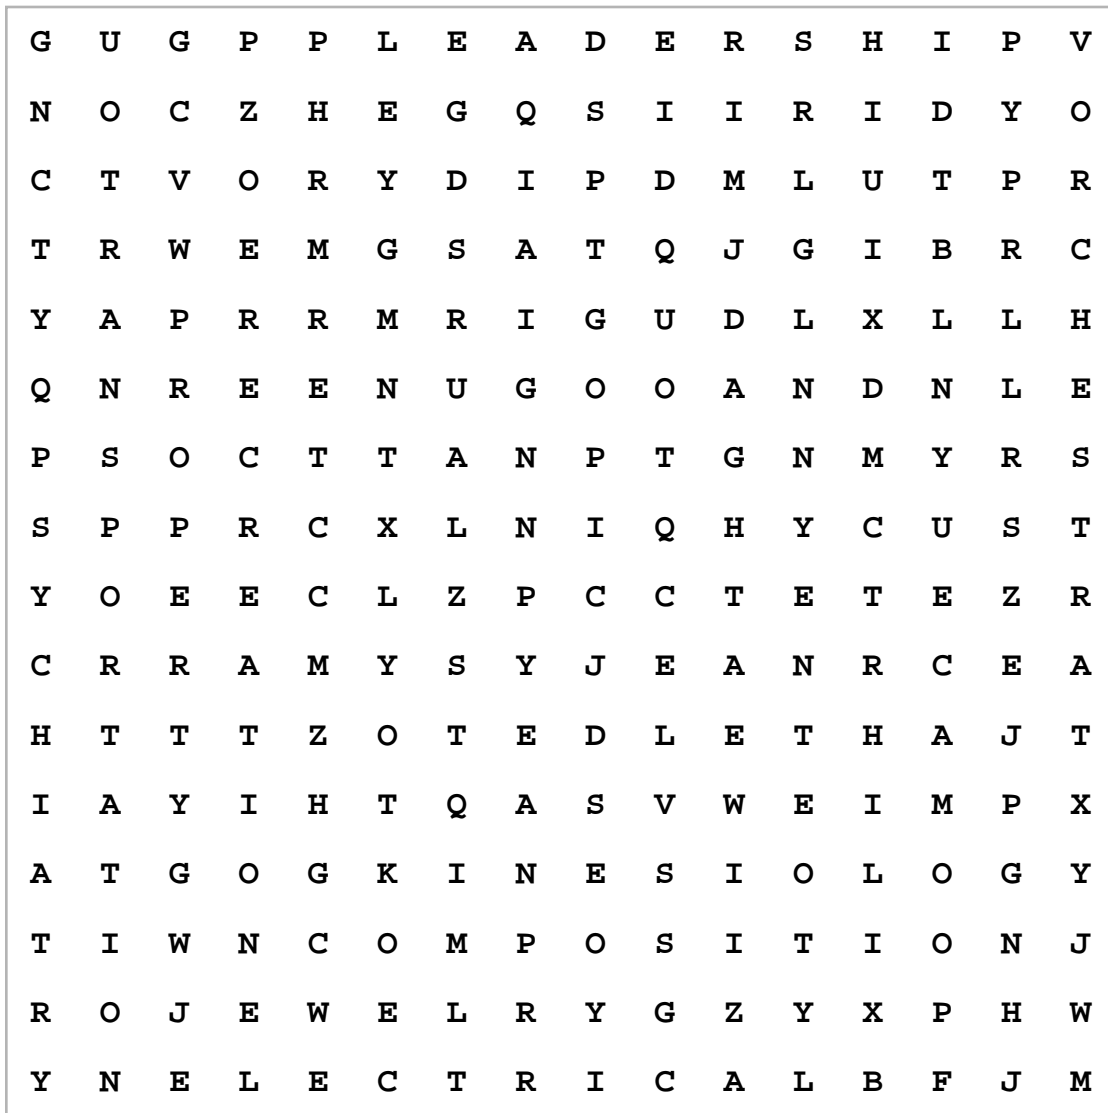 G U G P P L E A D E R S H I P V
N O C Z H E G Q S I I R I D Y O
C T V O R Y D I P D M L U T P R
T R W E M G S A T Q J G I B R C
Y A P R R M R I G U D L X L L H
Q N R E E N U G O O A N D N L E
P S O C T T A N P T G N M Y R S
S P P R C X L N I Q H Y C U S T
Y O E E C L Z P C C T E T E Z R
C R R A M Y S Y J E A N R C E A
H T T T Z O T E D L E T H A J T
I A Y I H T Q A S V W E I M P X
A T G O G K I N E S I O L O G Y
T I W N C O M P O S I T I O N J
R O J E W E L R Y G Z Y X P H W
Y N E L E C T R I C A L B F J M